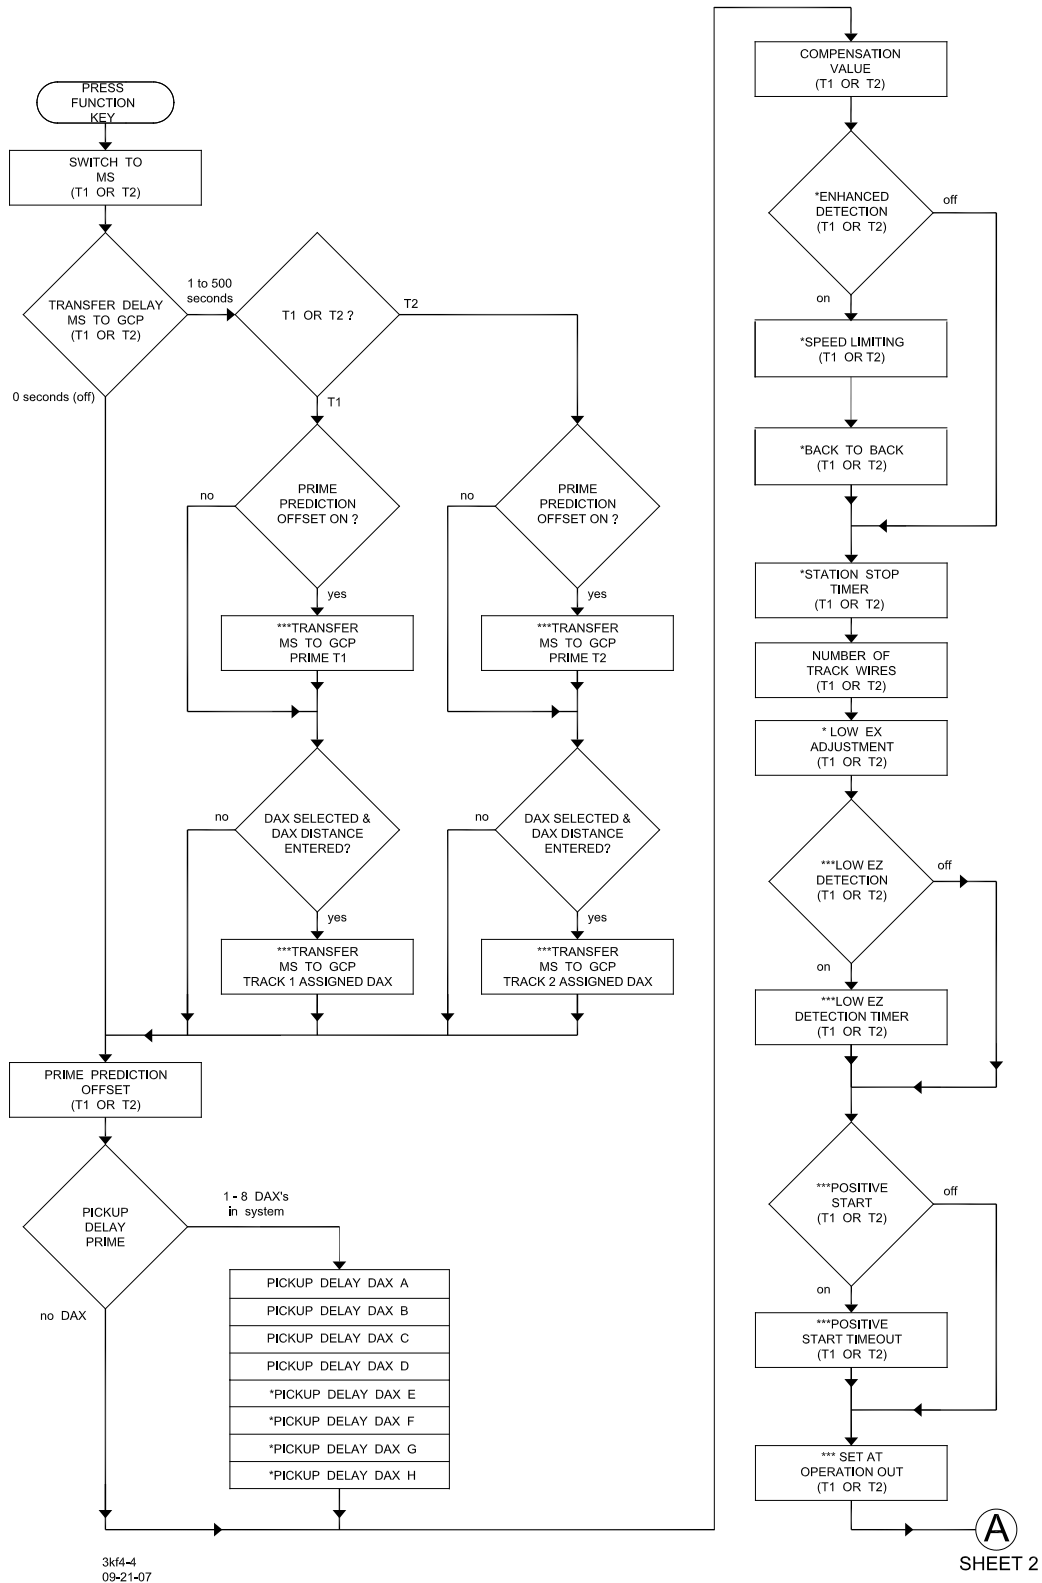 PRESS
FUNCTION
KEY
SWITCH TO
MS
(T1 OR T2)
TRANSFER DELAY
MS TO GCP
(T1 OR T2)
1 to 500
seconds
0 seconds (off)
T1 OR T2 ?
T2
T1
PRIME
PREDICTION
OFFSET ON ?
no
yes
***TRANSFER
MS TO GCP
PRIME T1
DAX SELECTED &
DAX DISTANCE
ENTERED?
no
yes
***TRANSFER
MS TO GCP
TRACK 1 ASSIGNED DAX
PRIME
PREDICTION
OFFSET ON ?
no
yes
***TRANSFER
MS TO GCP
PRIME T2
DAX SELECTED &
DAX DISTANCE
ENTERED?
no
yes
***TRANSFER
MS TO GCP
TRACK 2 ASSIGNED DAX
PRIME PREDICTION
OFFSET
(T1 OR T2)
PICKUP
DELAY
PRIME
1 - 8 DAX's
in system
no DAX
PICKUP DELAY DAX A
PICKUP DELAY DAX B
PICKUP DELAY DAX C
PICKUP DELAY DAX D
*PICKUP DELAY DAX E
*PICKUP DELAY DAX F
*PICKUP DELAY DAX G
*PICKUP DELAY DAX H
COMPENSATION
VALUE
(T1 OR T2)
*ENHANCED
DETECTION
(T1 OR T2)
off
on
*SPEED LIMITING
(T1 OR T2)
*BACK TO BACK
(T1 OR T2)
*STATION STOP
TIMER
(T1 OR T2)
NUMBER OF
TRACK WIRES
(T1 OR T2)
* LOW EX
ADJUSTMENT
(T1 OR T2)
***LOW EZ
DETECTION
(T1 OR T2)
off
on
***LOW EZ
DETECTION TIMER
(T1 OR T2)
***POSITIVE
START
(T1 OR T2)
off
on
***POSITIVE
START TIMEOUT
(T1 OR T2)
*** SET AT
OPERATION OUT
(T1 OR T2)
A
SHEET 2
3kf4-4
09-21-07